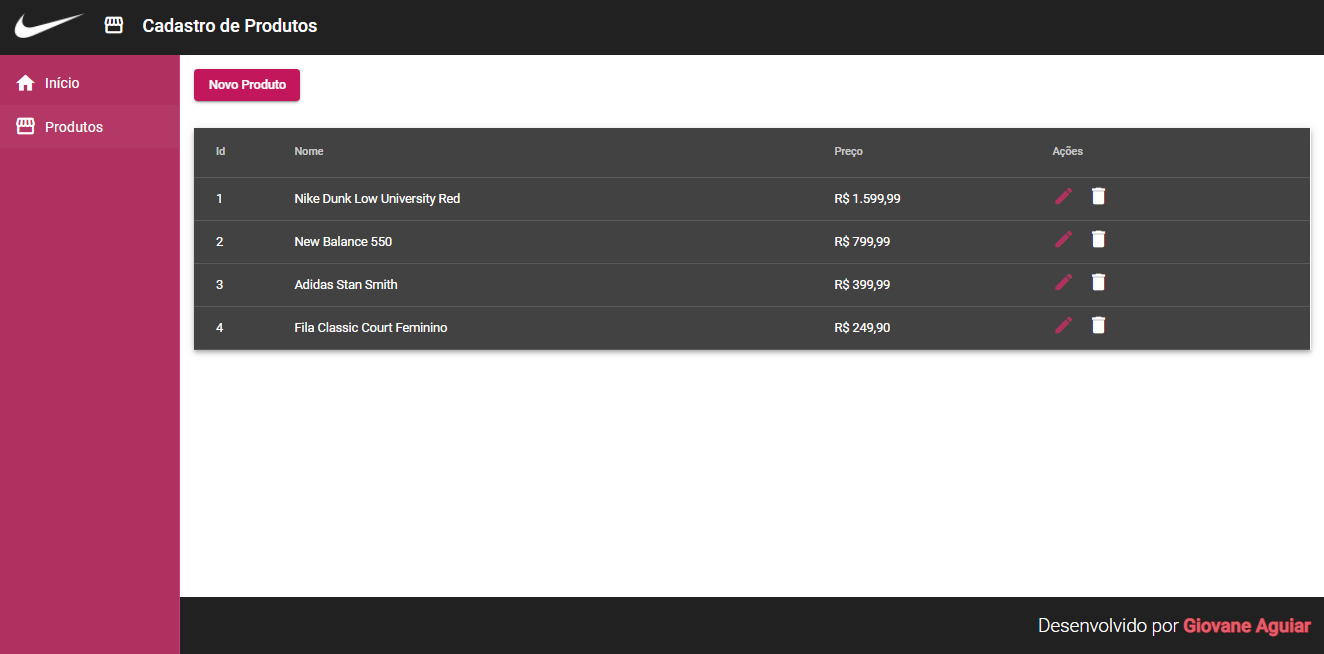 Cadastro de Produtos
Início
Produtos
Novo Produto
Id Nome Preço Ações
1 Nike Dunk Low University Red R$ 1.599,99
2 New Balance 550 R$ 799,99
3 Adidas Stan Smith R$ 399,99
4 Fila Classic Court Feminino R$ 249,90
Desenvolvido por Giovane Aguiar